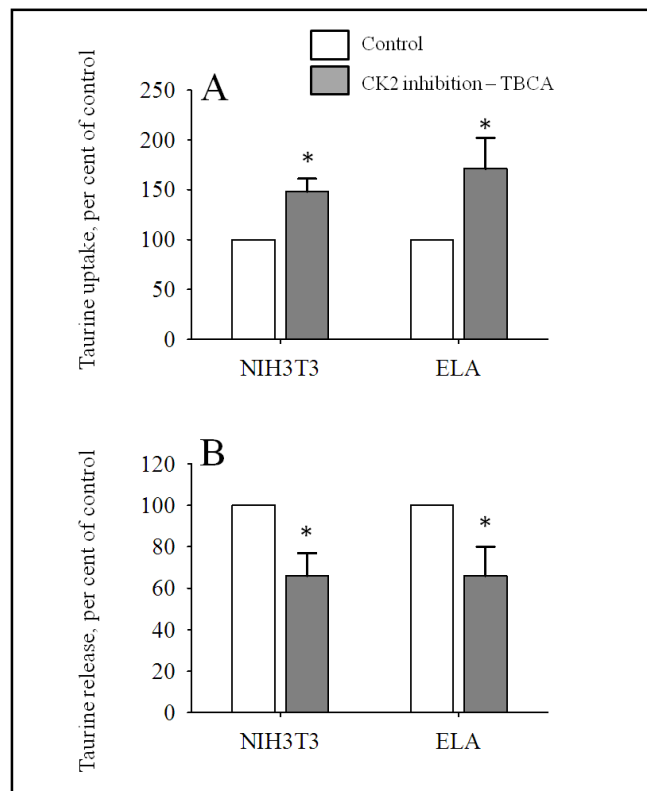 Control
CK2 inhibition – TBCA
A
Taurine uptake, per cent of control
250
200
150
100
50
0
*
*
NIH3T3
ELA
B
Taurine release, per cent of control
120
100
80
60
40
20
0
*
*
NIH3T3
ELA